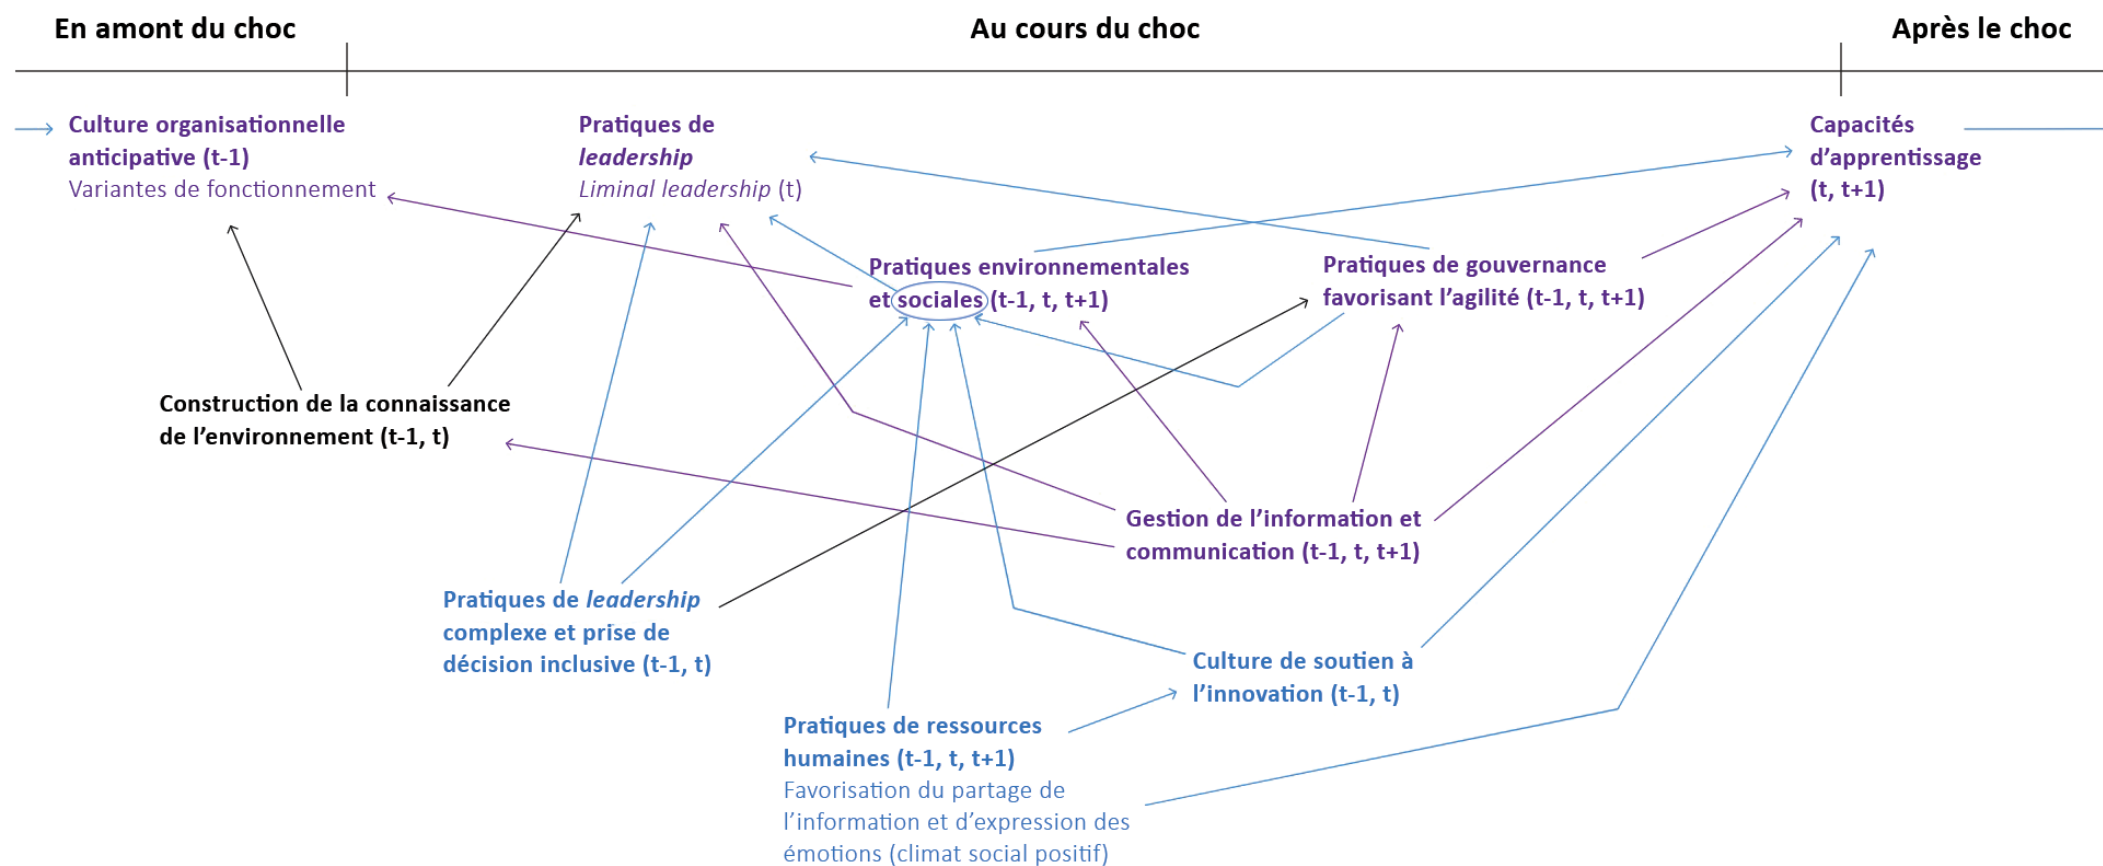 En amont du choc
Au cours du choc
Après le choc
Culture organisationnelle
anticipative (t-1)
Variantes de fonctionnement
Pratiques de
leadership
Liminal leadership (t)
Capacités
d’apprentissage
(t, t+1)
Pratiques environnementales
et sociales (t-1, t, t+1)
Pratiques de gouvernance
favorisant l’agilité (t-1, t, t+1)
Construction de la connaissance
de l’environnement (t-1, t)
Gestion de l’information et
communication (t-1, t, t+1)
Pratiques de leadership
complexe et prise de
décision inclusive (t-1, t)
Culture de soutien à
l’innovation (t-1, t)
Pratiques de ressources
humaines (t-1, t, t+1)
Favorisation du partage de
l’information et d’expression des
émotions (climat social positif)